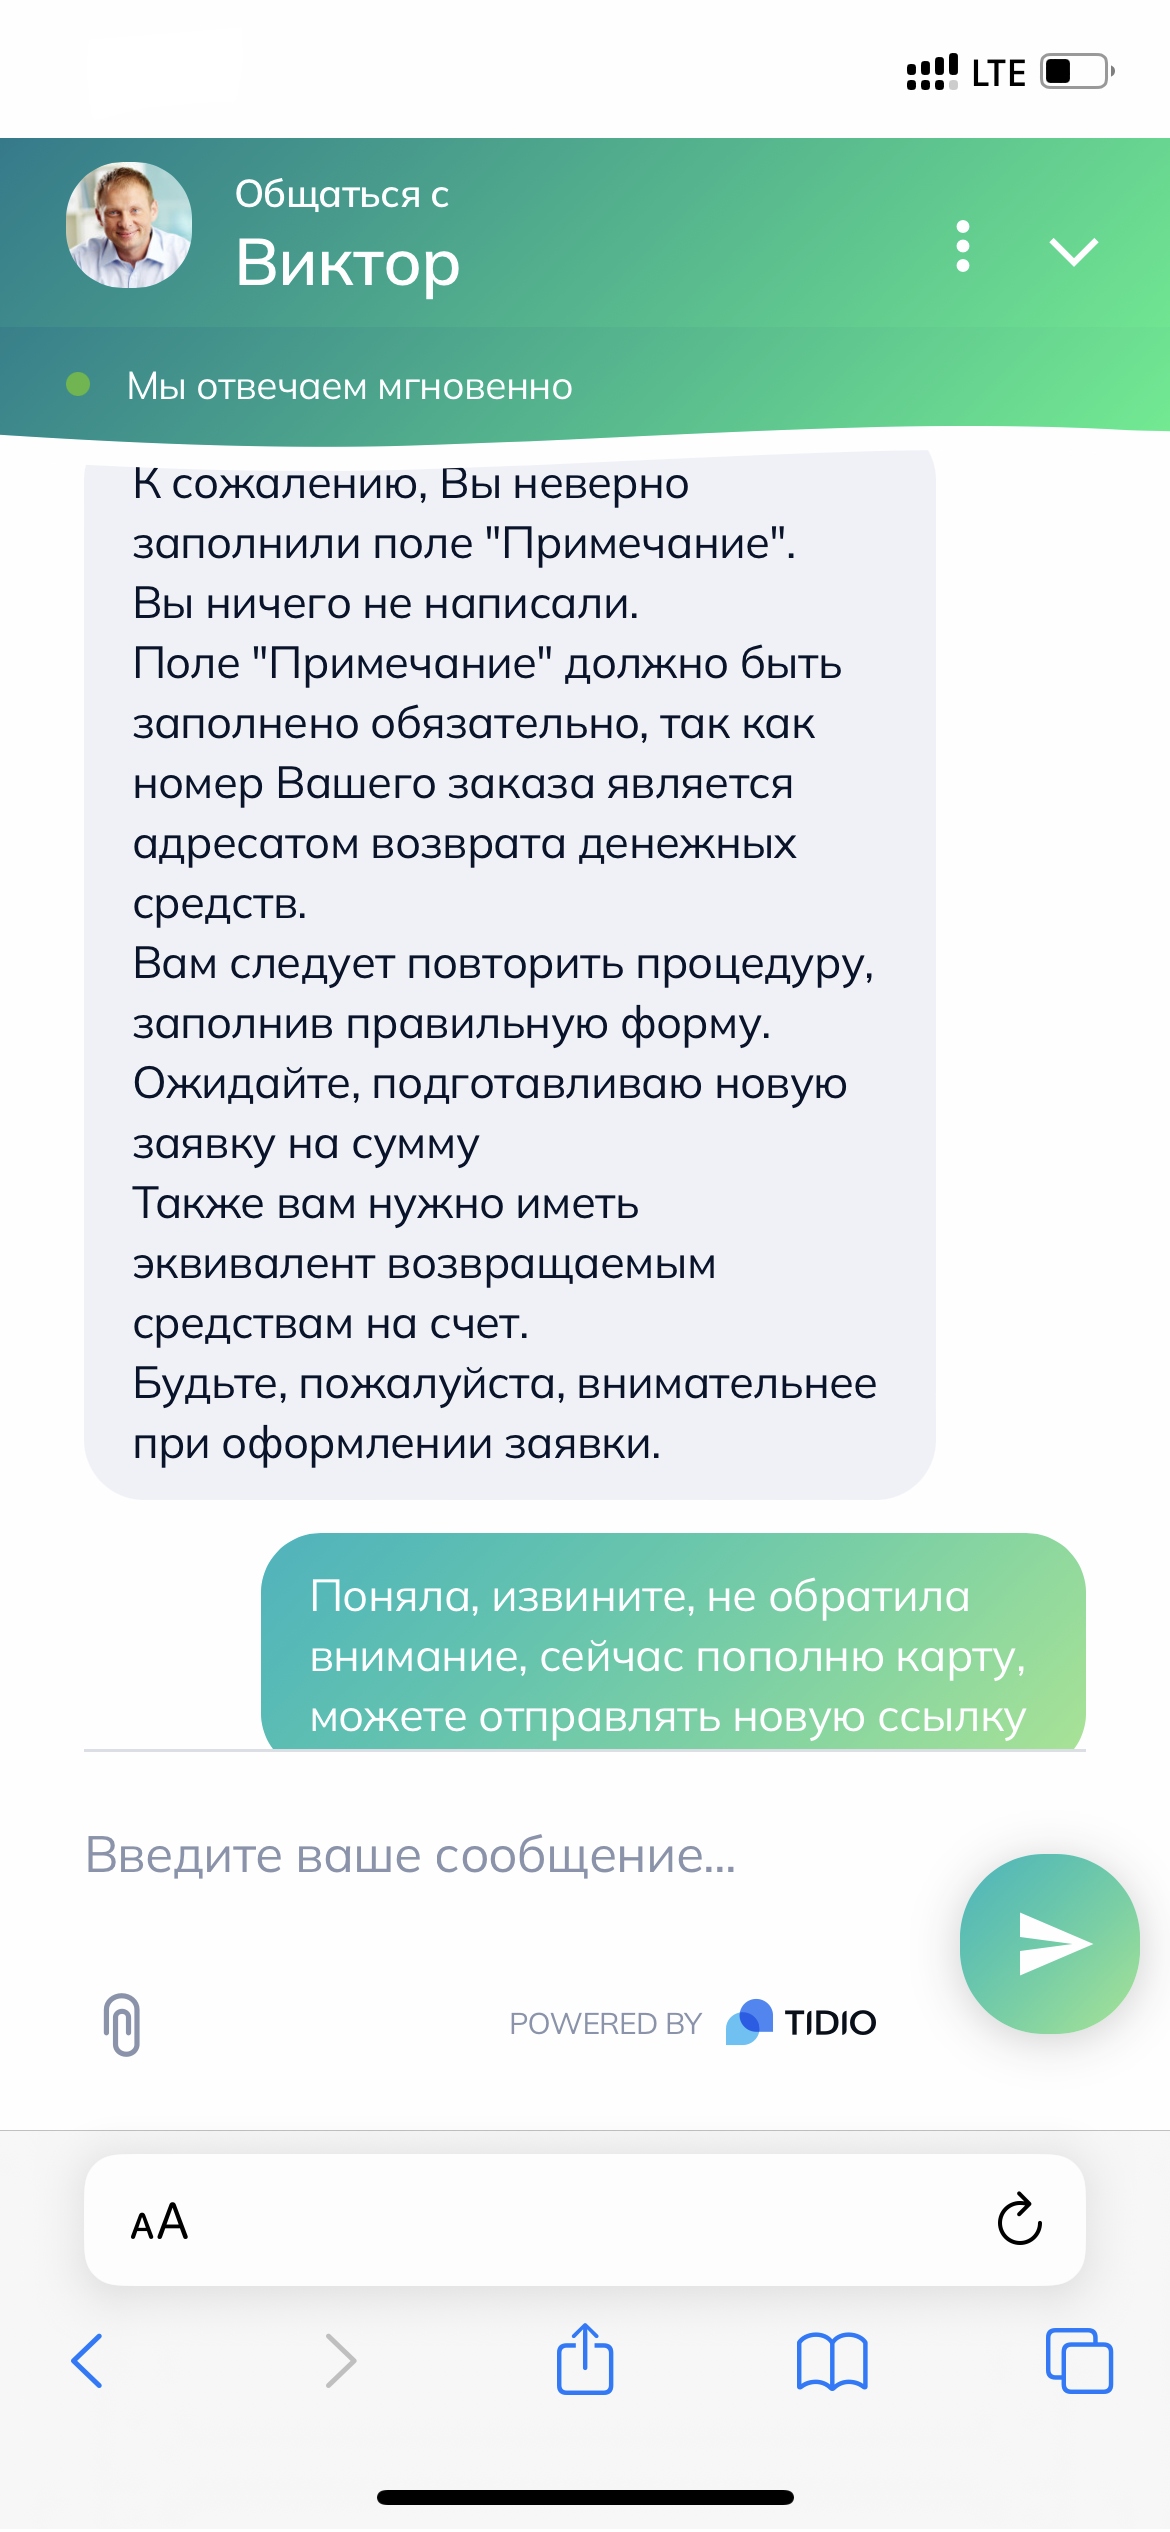 LTE
Общаться с
Виктор
Мы отвечаем мгновенно
К сожалению, Вы неверно
заполнили поле "Примечание".
Вы ничего не написали.
Поле "Примечание" должно быть
заполнено обязательно, так как
номер Вашего заказа является
адресатом возврата денежных
средств.
Вам следует повторить процедуру,
заполнив правильную форму.
Ожидайте, подготавливаю новую
заявку на сумму
Также вам нужно иметь
эквивалент возвращаемым
средствам на счет.
Будьте, пожалуйста, внимательнее
при оформлении заявки.
Поняла, извините, не обратила
внимание, сейчас пополню карту,
можете отправлять новую ссылку
Введите ваше сообщение...
POWERED BY TIDIO
AA